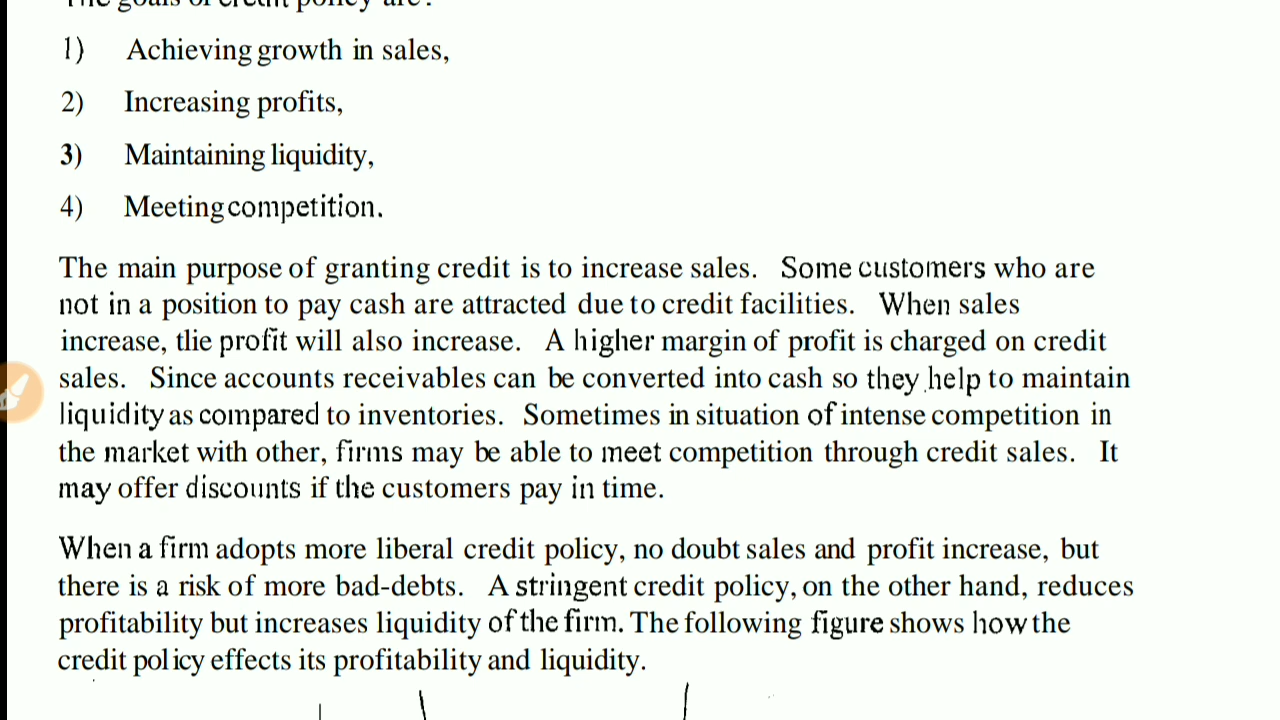 The goals of credit policy are:
1) Achieving growth in sales,
2) Increasing profits,
3) Maintaining liquidity,
4) Meeting competition.
The main purpose of granting credit is to increase sales. Some customers who are
not in a position to pay cash are attracted due to credit facilities. When sales
increase, tlie profit will also increase. A higher margin of profit is charged on credit
sales. Since accounts receivables can be converted into cash so they help to maintain
liquidity as compared to inventories. Sometimes in situation of intense competition in
the market with other, firms may be able to meet competition through credit sales. It
may offer discounts if the customers pay in time.
When a firm adopts more liberal credit policy, no doubt sales and profit increase, but
there is a risk of more bad-debts. A stringent credit policy, on the other hand, reduces
profitability but increases liquidity of the firm. The following figure shows how the
credit policy effects its profitability and liquidity.